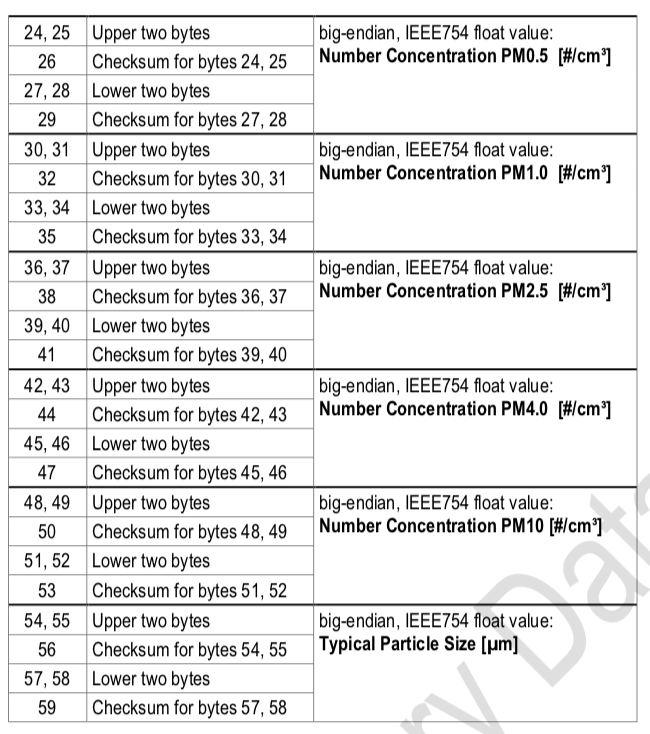 24, 25 Upper two bytes big-endian, IEEE754 float value:
26 Checksum for bytes 24, 25 Number Concentration PM0.5 [#/cm³]
27, 28 Lower two bytes
29 Checksum for bytes 27, 28
30, 31 Upper two bytes big-endian, IEEE754 float value:
32 Checksum for bytes 30, 31 Number Concentration PM1.0 [#/cm³]
33, 34 Lower two bytes
35 Checksum for bytes 33, 34
36, 37 Upper two bytes big-endian, IEEE754 float value:
38 Checksum for bytes 36, 37 Number Concentration PM2.5 [#/cm³]
39, 40 Lower two bytes
41 Checksum for bytes 39, 40
42, 43 Upper two bytes big-endian, IEEE754 float value:
44 Checksum for bytes 42, 43 Number Concentration PM4.0 [#/cm³]
45, 46 Lower two bytes
47 Checksum for bytes 45, 46
48, 49 Upper two bytes big-endian, IEEE754 float value:
50 Checksum for bytes 48, 49 Number Concentration PM10 [#/cm³]
51, 52 Lower two bytes
53 Checksum for bytes 51, 52
54, 55 Upper two bytes big-endian, IEEE754 float value:
56 Checksum for bytes 54, 55 Typical Particle Size [µm]
57, 58 Lower two bytes
59 Checksum for bytes 57, 58